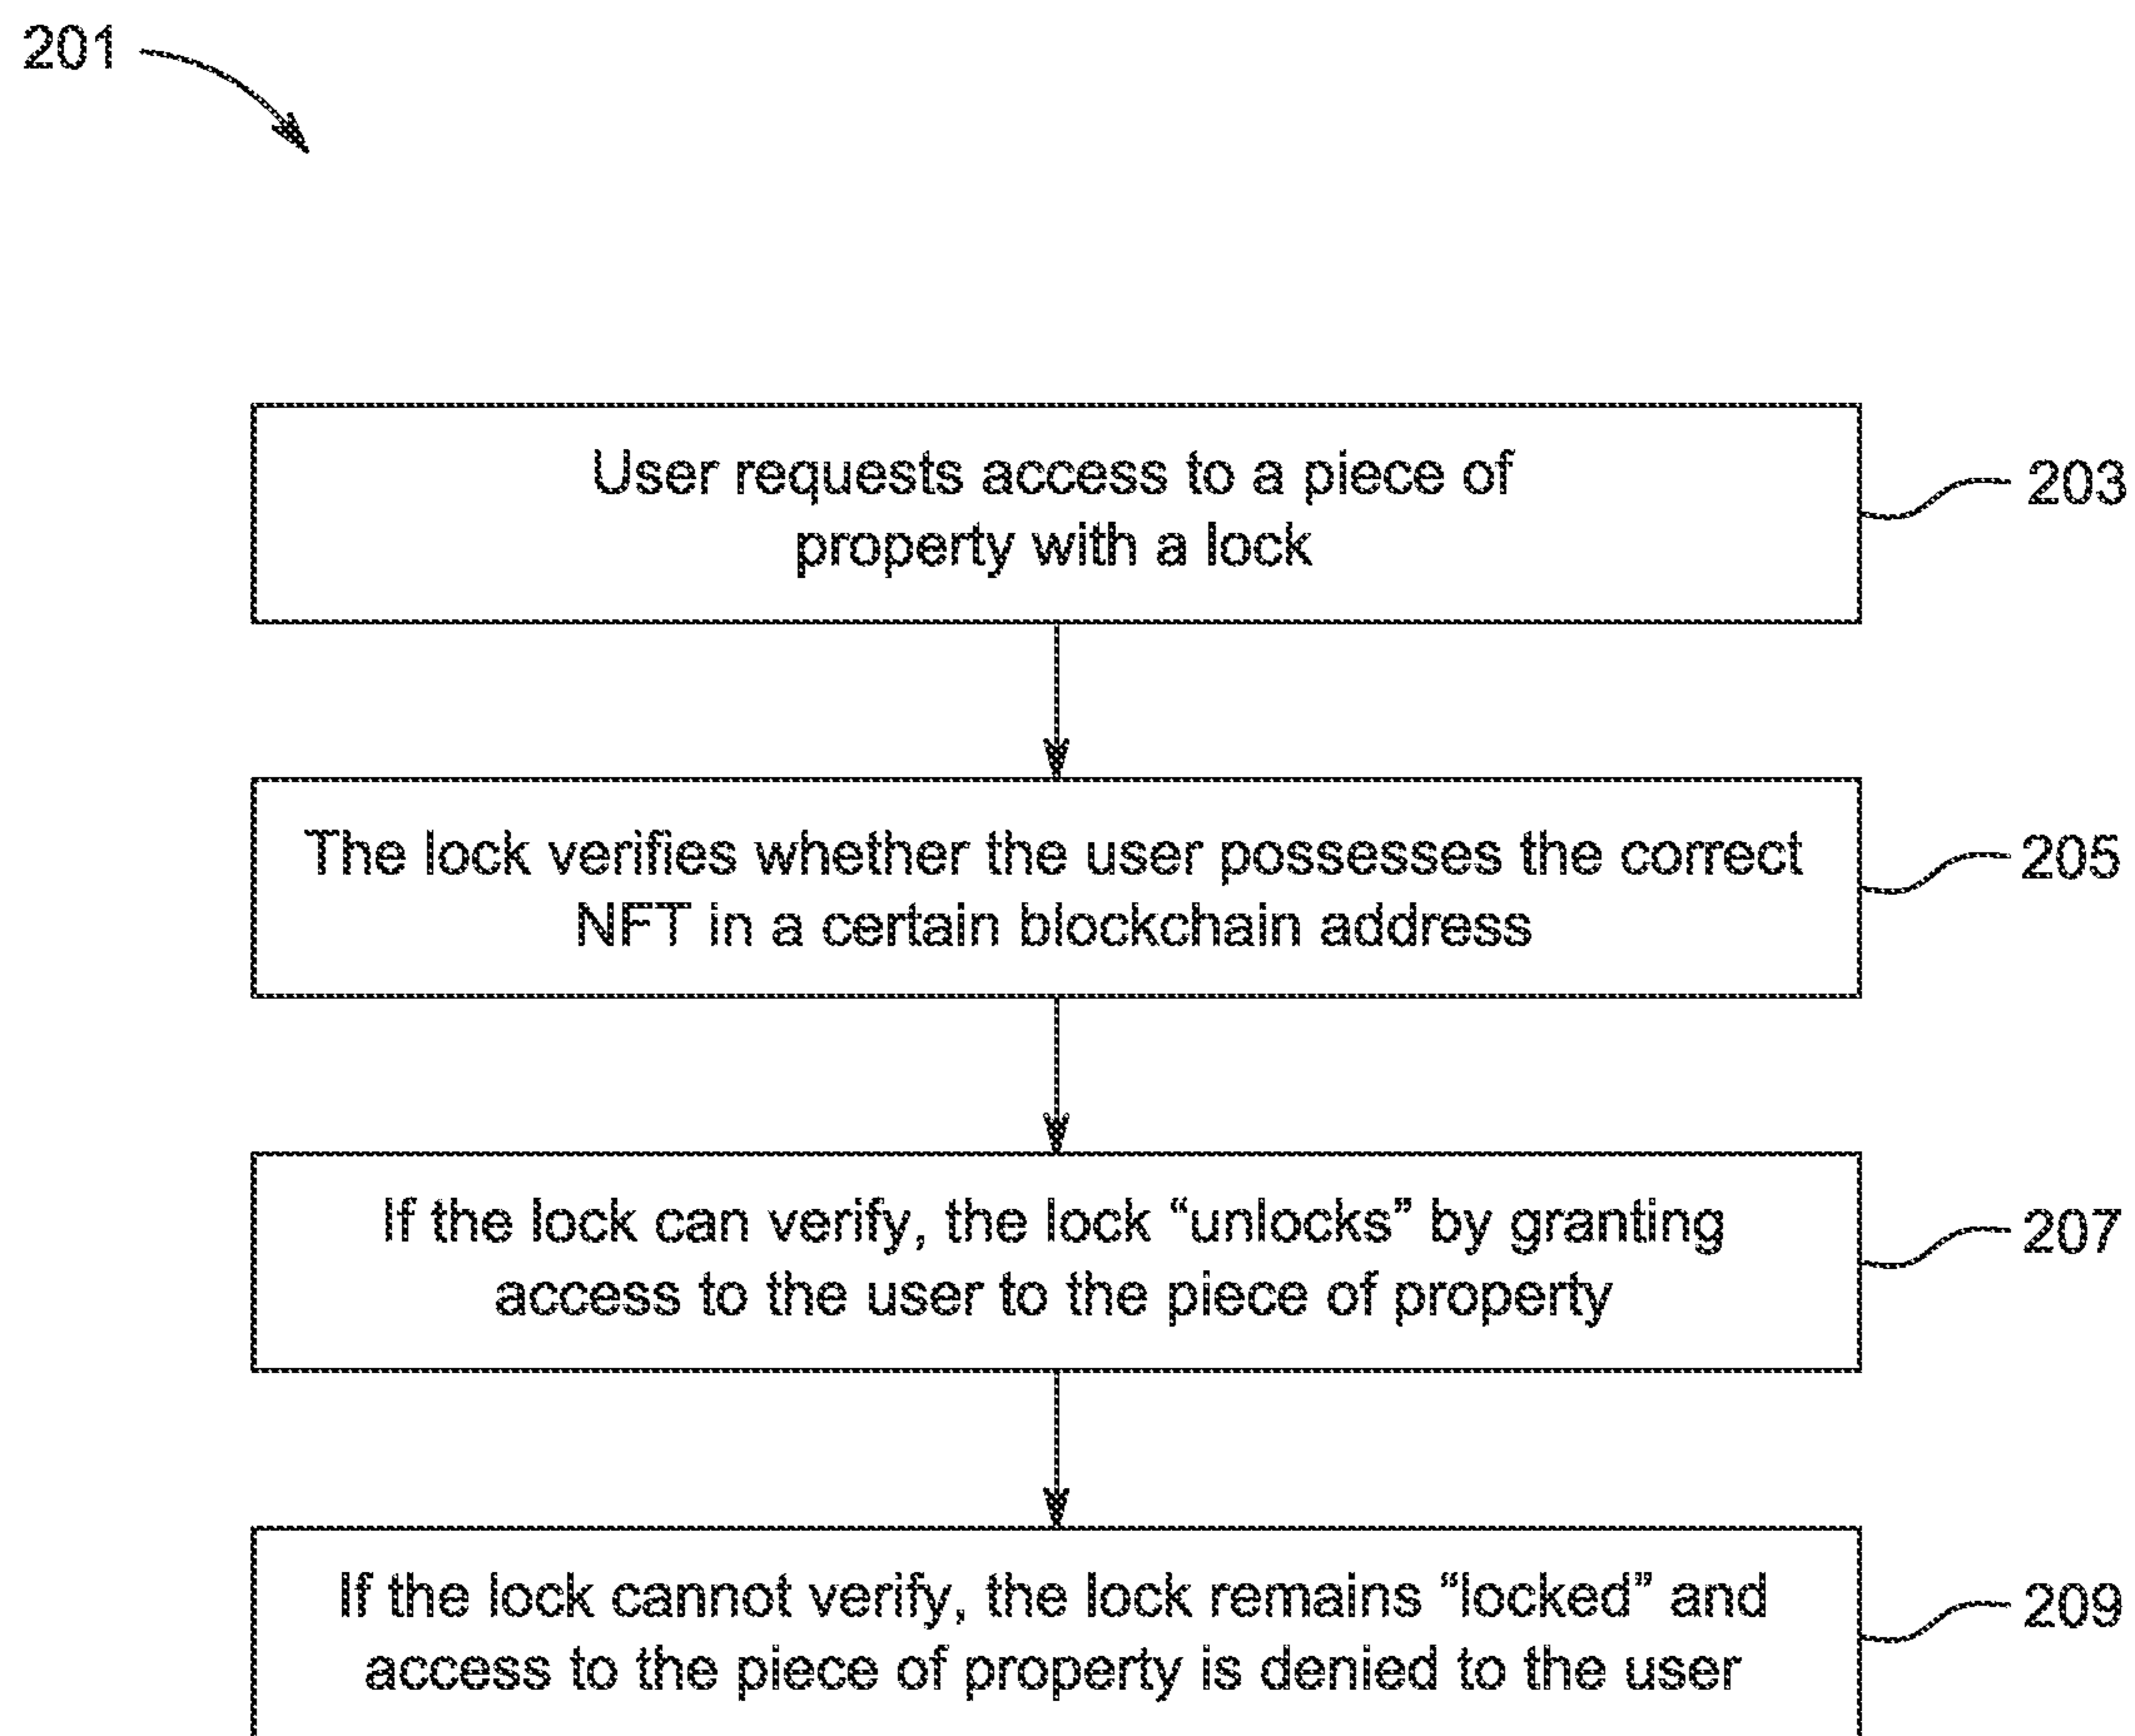 201
User requests access to a piece of
property with a lock
203
The lock verifies whether the user possesses the correct
NFT in a certain blockchain address
205
If the lock can verify, the lock “unlocks” by granting
access to the user to the piece of property
207
If the lock cannot verify, the lock remains “locked” and
access to the piece of property is denied to the user
209